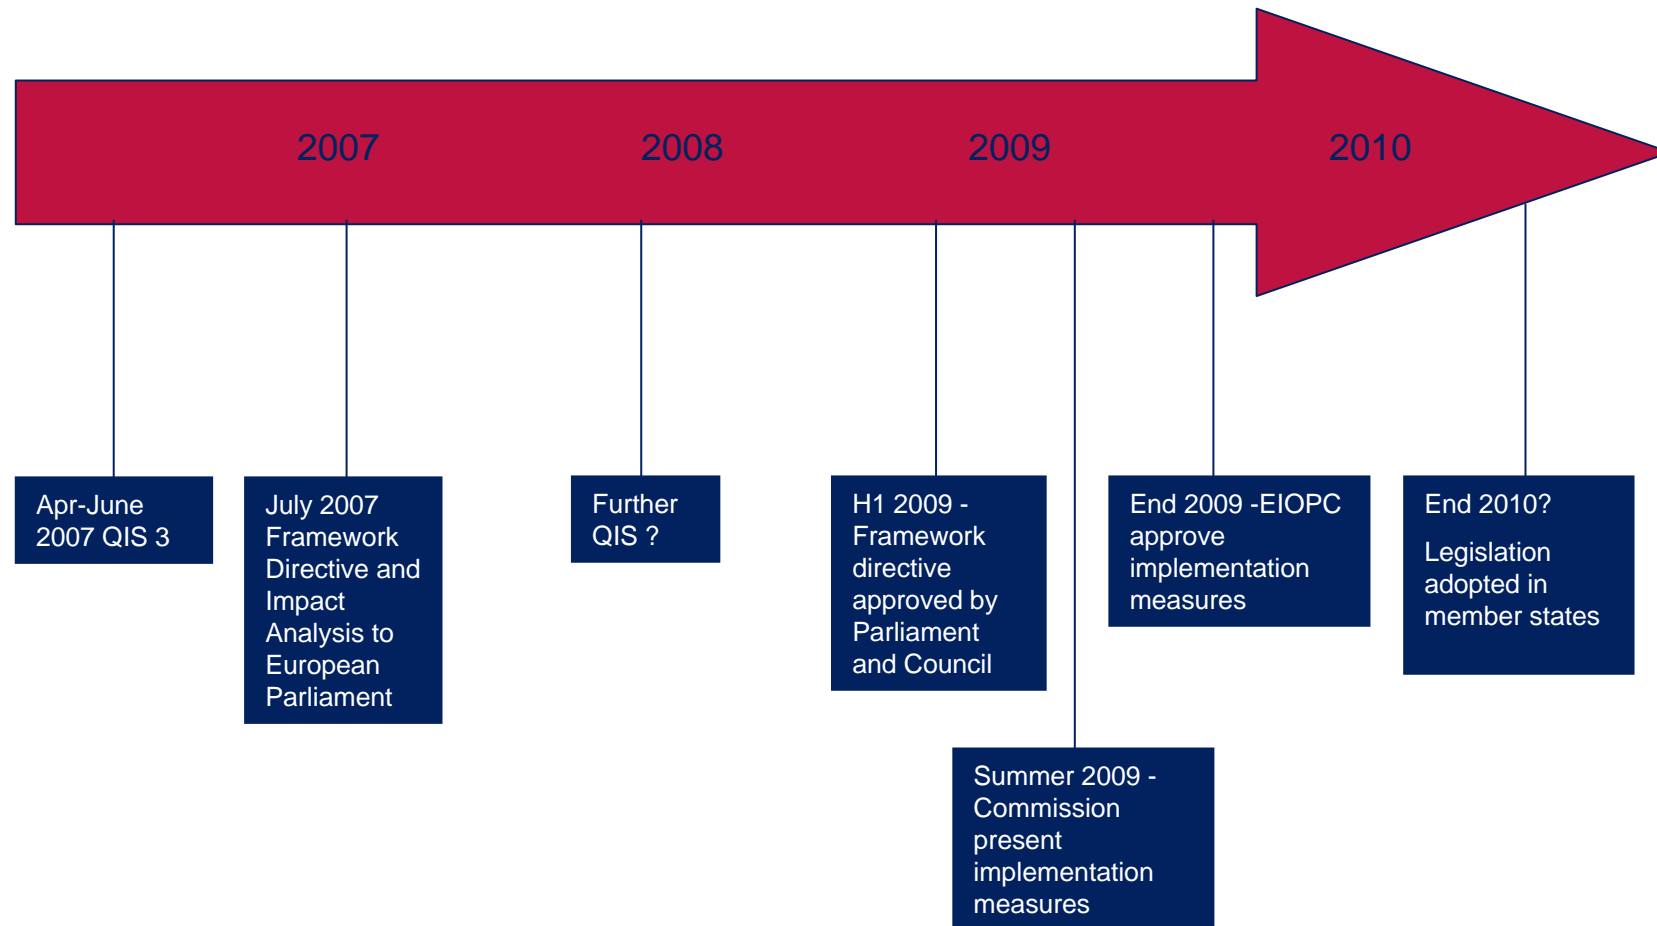 2007
2008
2009
2010
Apr-June
2007 QIS 3
July 2007
Framework
Directive and
Impact
Analysis to
European
Parliament
Further
QIS ?
H1 2009 -
Framework
directive
approved by
Parliament
and Council
Summer 2009 -
Commission
present
implementation
measures
End 2009 -EIOPC
approve
implementation
measures
End 2010?
Legislation
adopted in
member states